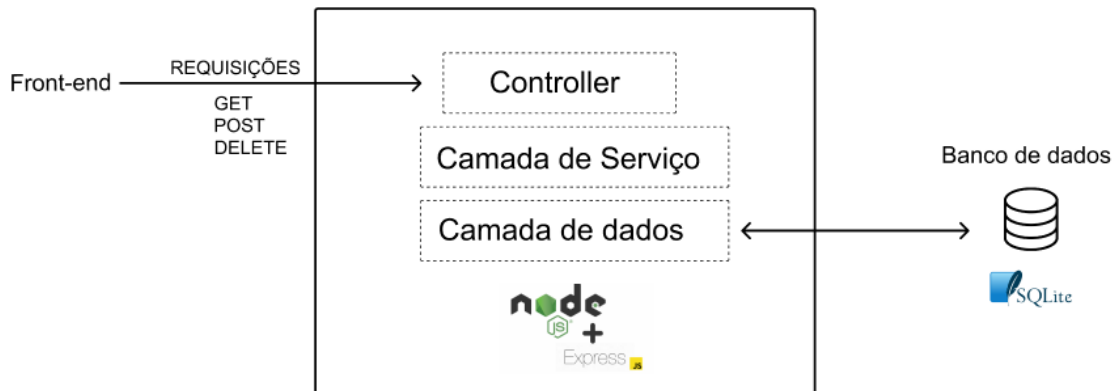 Front-end
REQUISIÇÕES
GET
POST
DELETE
Controller
Camada de Serviço
Camada de dados
Banco de dados
SQLite
node
JS
+
Express
JS